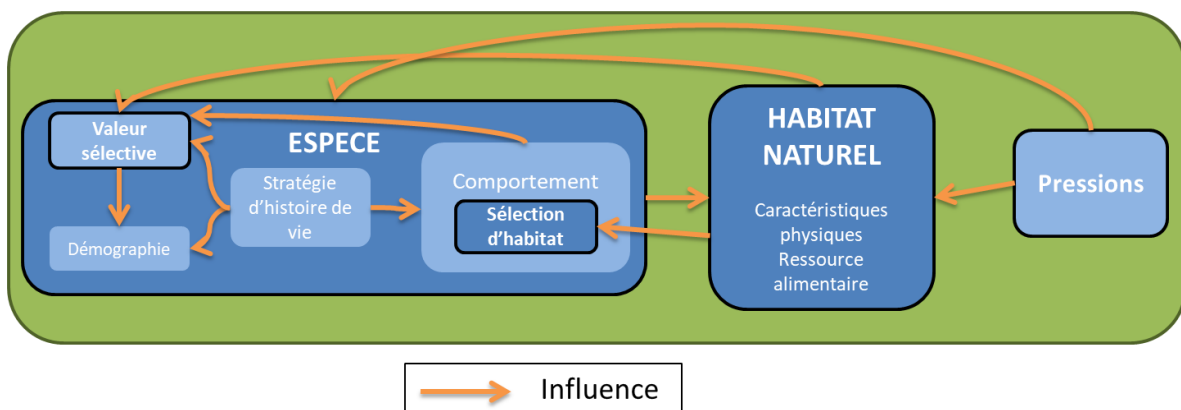 Valeur
sélective
ESPECE
Stratégie
d'histoire de
vie
Démographie
Comportement
Sélection
d'habitat
HABITAT
NATUREL
Caractéristiques
physiques
Ressource
alimentaire
Pressions
Influence